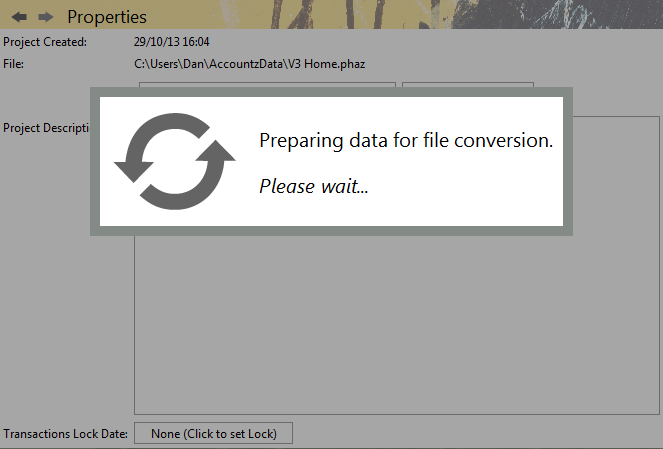 Properties
Project Created: 29/10/13 16:04
File: C:\Users\Dan\AccountzData\V3 Home.phaz
Project Descripti
Preparing data for file conversion.
Please wait...
Transactions Lock Date: None (Click to set Lock)